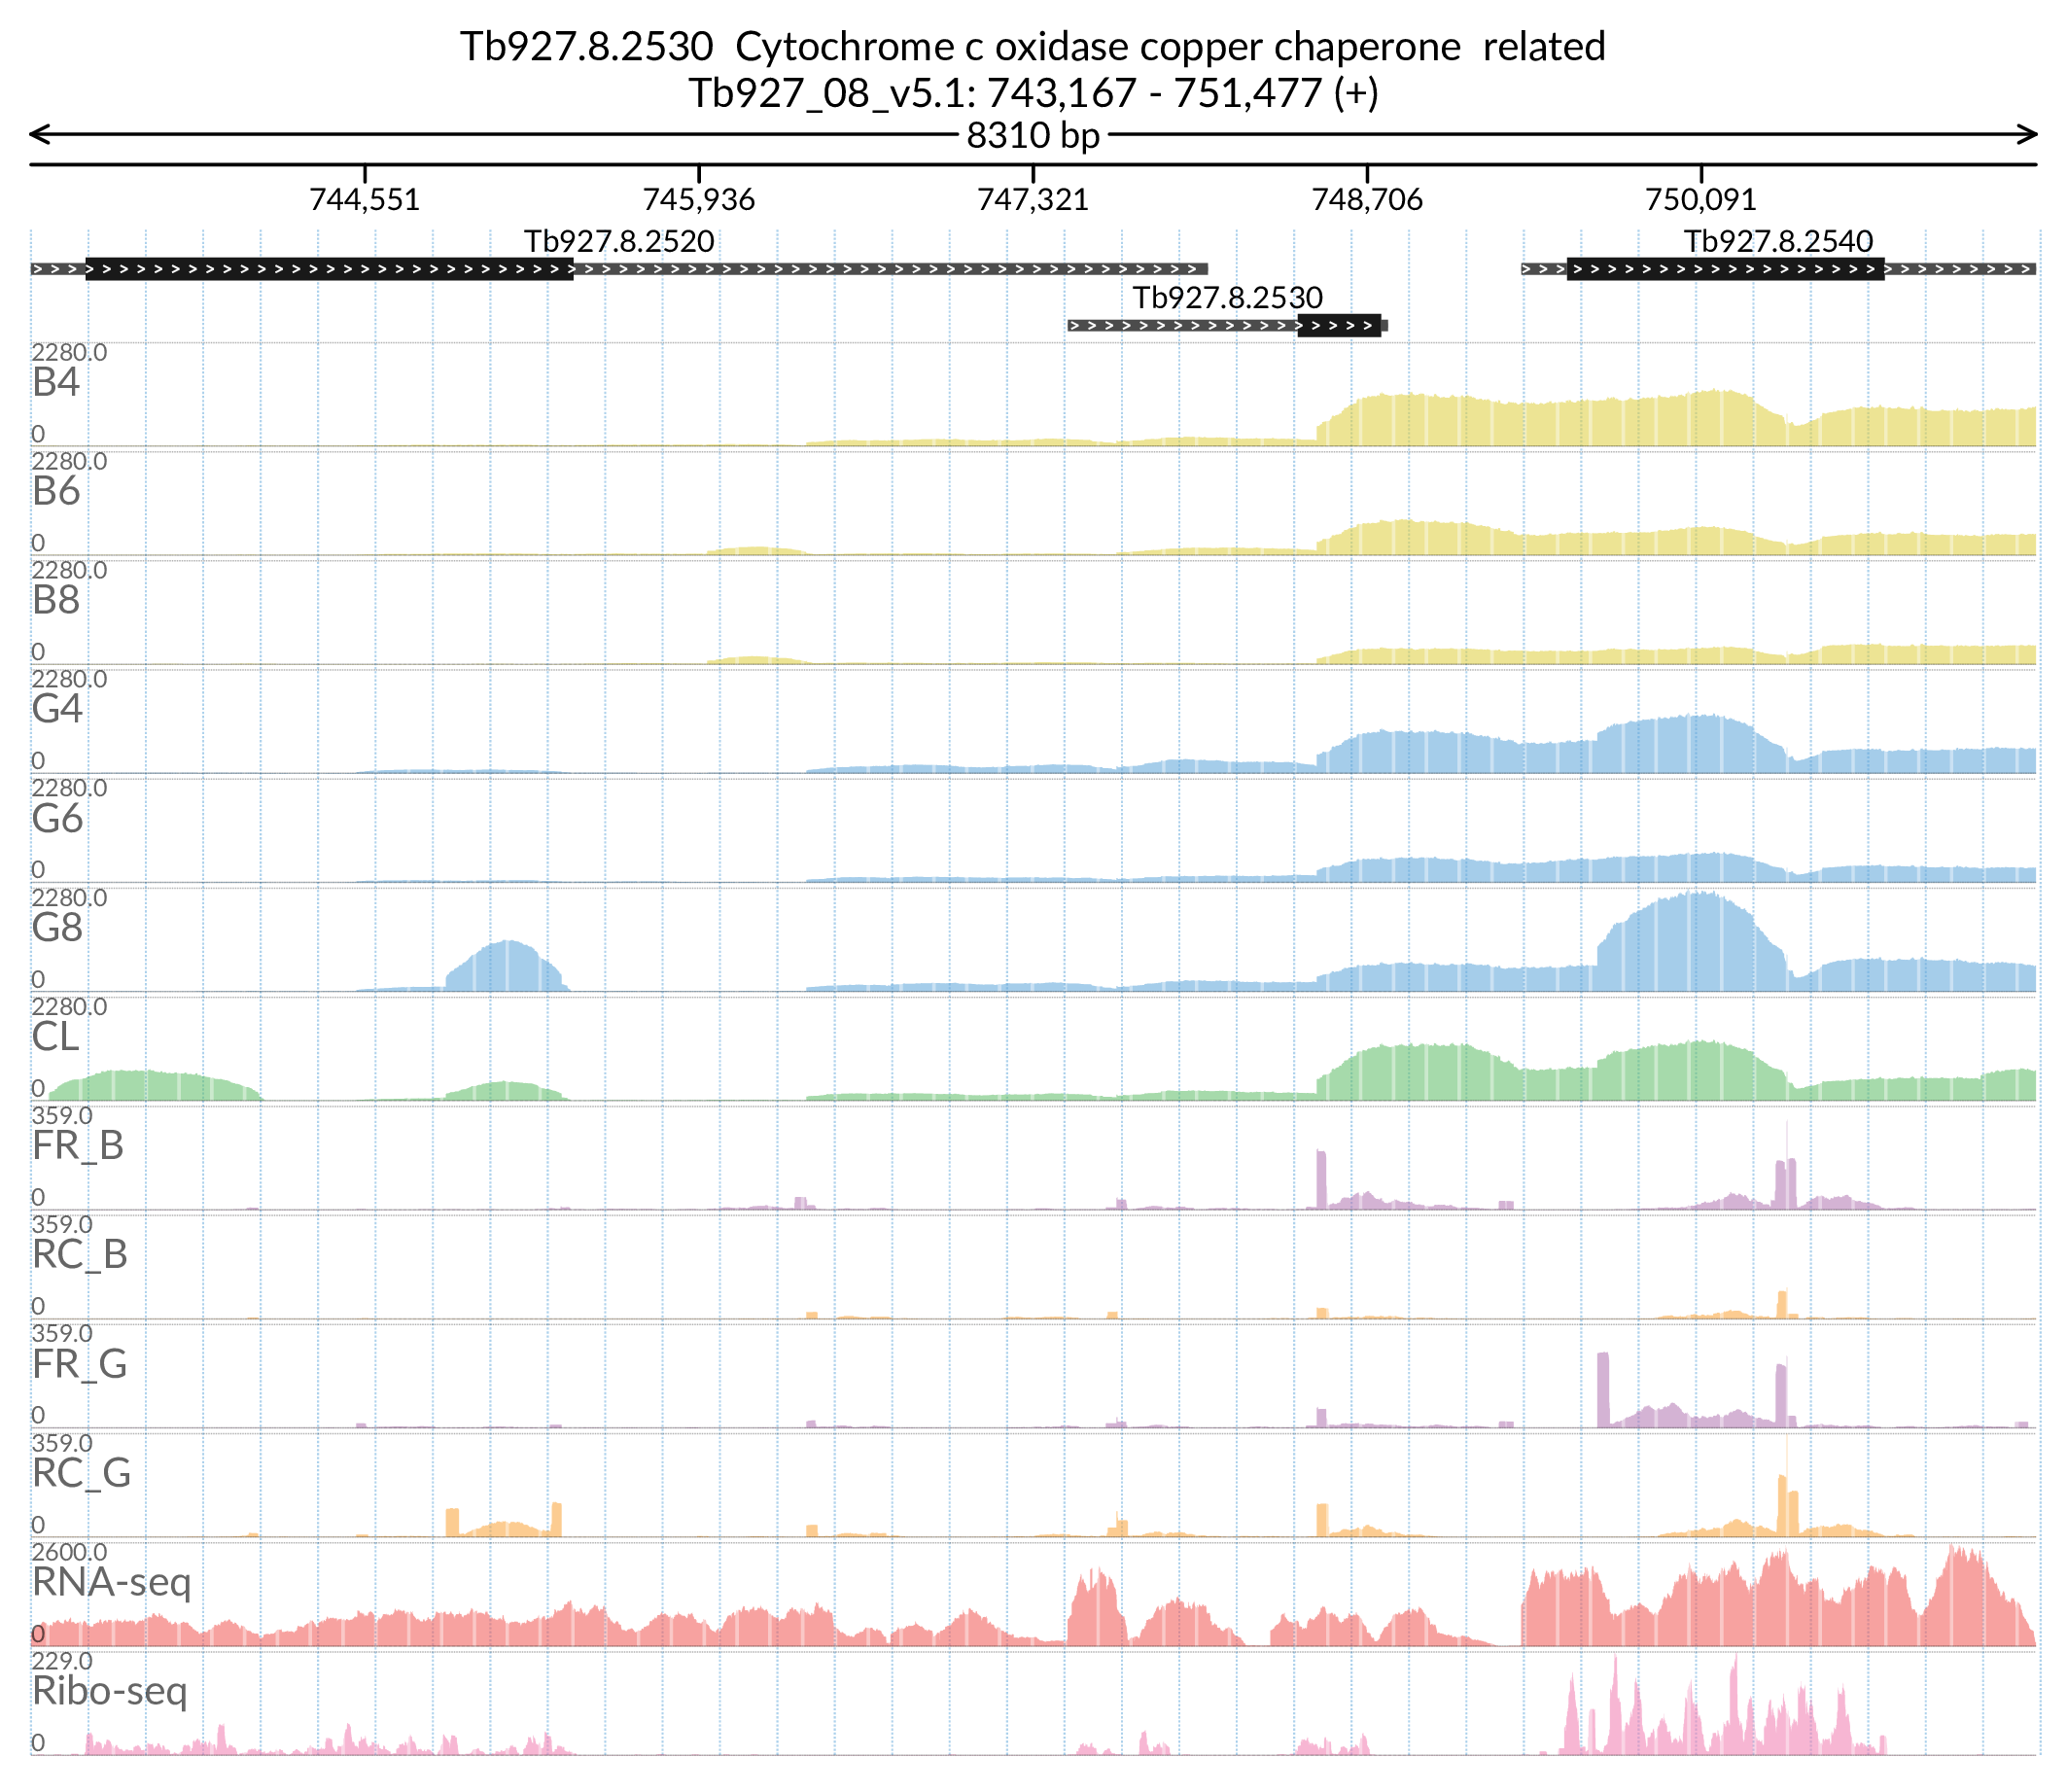 Tb927.8.2530 Cytochrome c oxidase copper chaperone related
Tb927_08_v5.1: 743,167 - 751,477 (+)
8310 bp
744,551 745,936 747,321 748,706 750,091
Tb927.8.2520 Tb927.8.2540
Tb927.8.2530
2280.0
B4
0
2280.0
B6
0
2280.0
B8
0
2280.0
G4
0
2280.0
G6
0
2280.0
G8
0
2280.0
CL
0
359.0
FR_B
0
359.0
RC_B
0
359.0
FR_G
0
359.0
RC_G
0
2600.0
RNA-seq
0
229.0
Ribo-seq
0